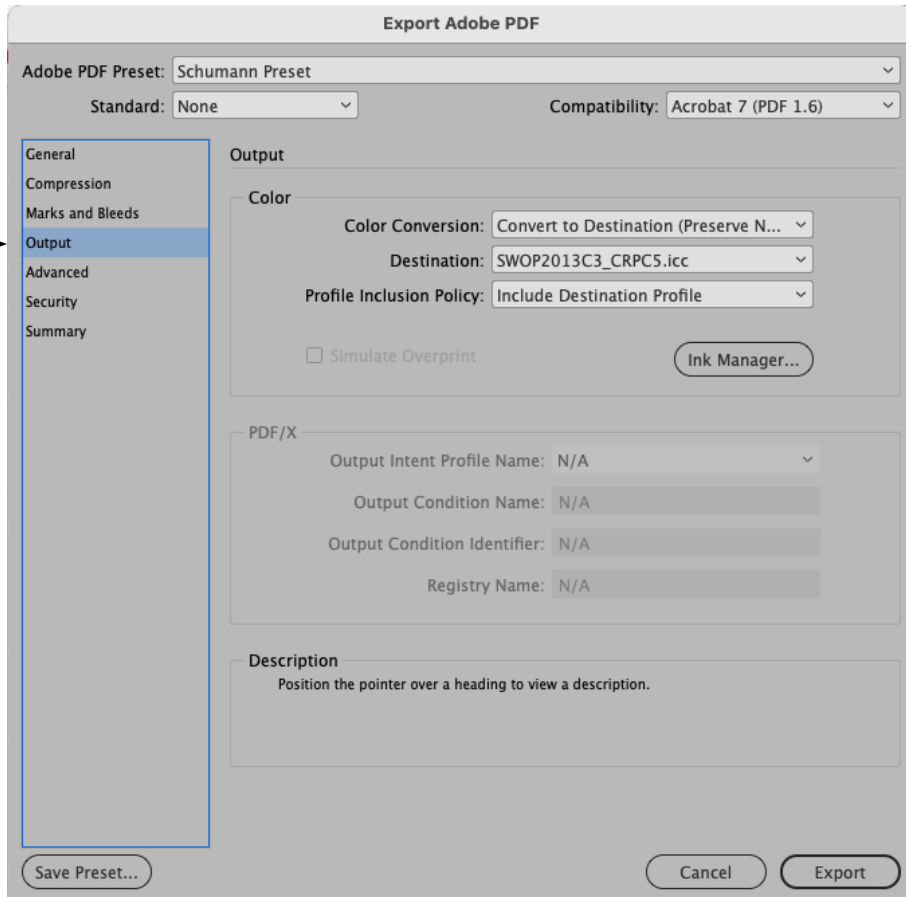 Export Adobe PDF
Adobe PDF Preset: Schumann Preset
Standard: None Compatibility: Acrobat 7 (PDF 1.6)
General
Compression
Marks and Bleeds
Output
Advanced
Security
Summary
Output
Color
Color Conversion: Convert to Destination (Preserve N...
Destination: SWOP2013C3_CRPC5.icc
Profile Inclusion Policy: Include Destination Profile
Simulate Overprint Ink Manager...
PDF/X
Output Intent Profile Name: N/A
Output Condition Name: N/A
Output Condition Identifier: N/A
Registry Name: N/A
Description
Position the pointer over a heading to view a description.
Save Preset... Cancel Export